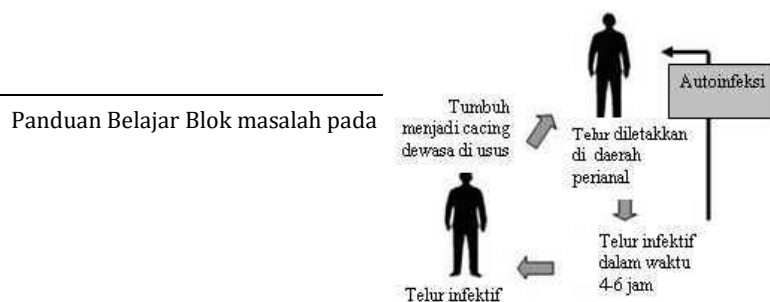 Panduan Belajar Blok masalah pada
Autoinfeksi
Tumbuh
menjadi cacing
dewasa di usus
Telur diletakkan
di daerah
perianal
Telur infektif
dalam waktu
4-6 jam
Telur infektif